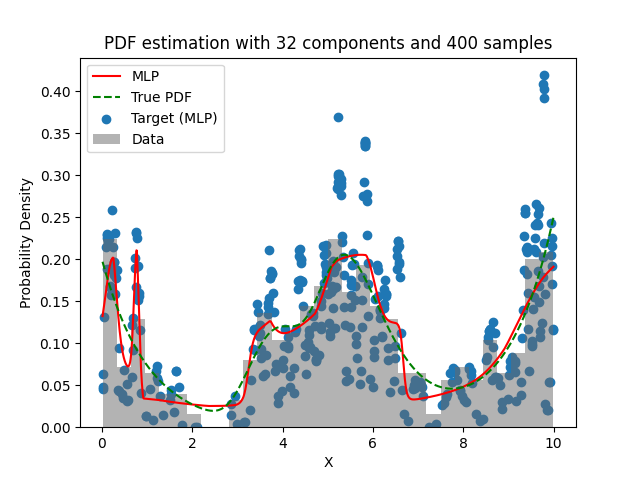 PDF estimation with 32 components and 400 samples
MLP
True PDF
Target (MLP)
Data
Probability Density
0.40
0.35
0.30
0.25
0.20
0.15
0.10
0.05
0.00
0
2
4
6
8
10
X